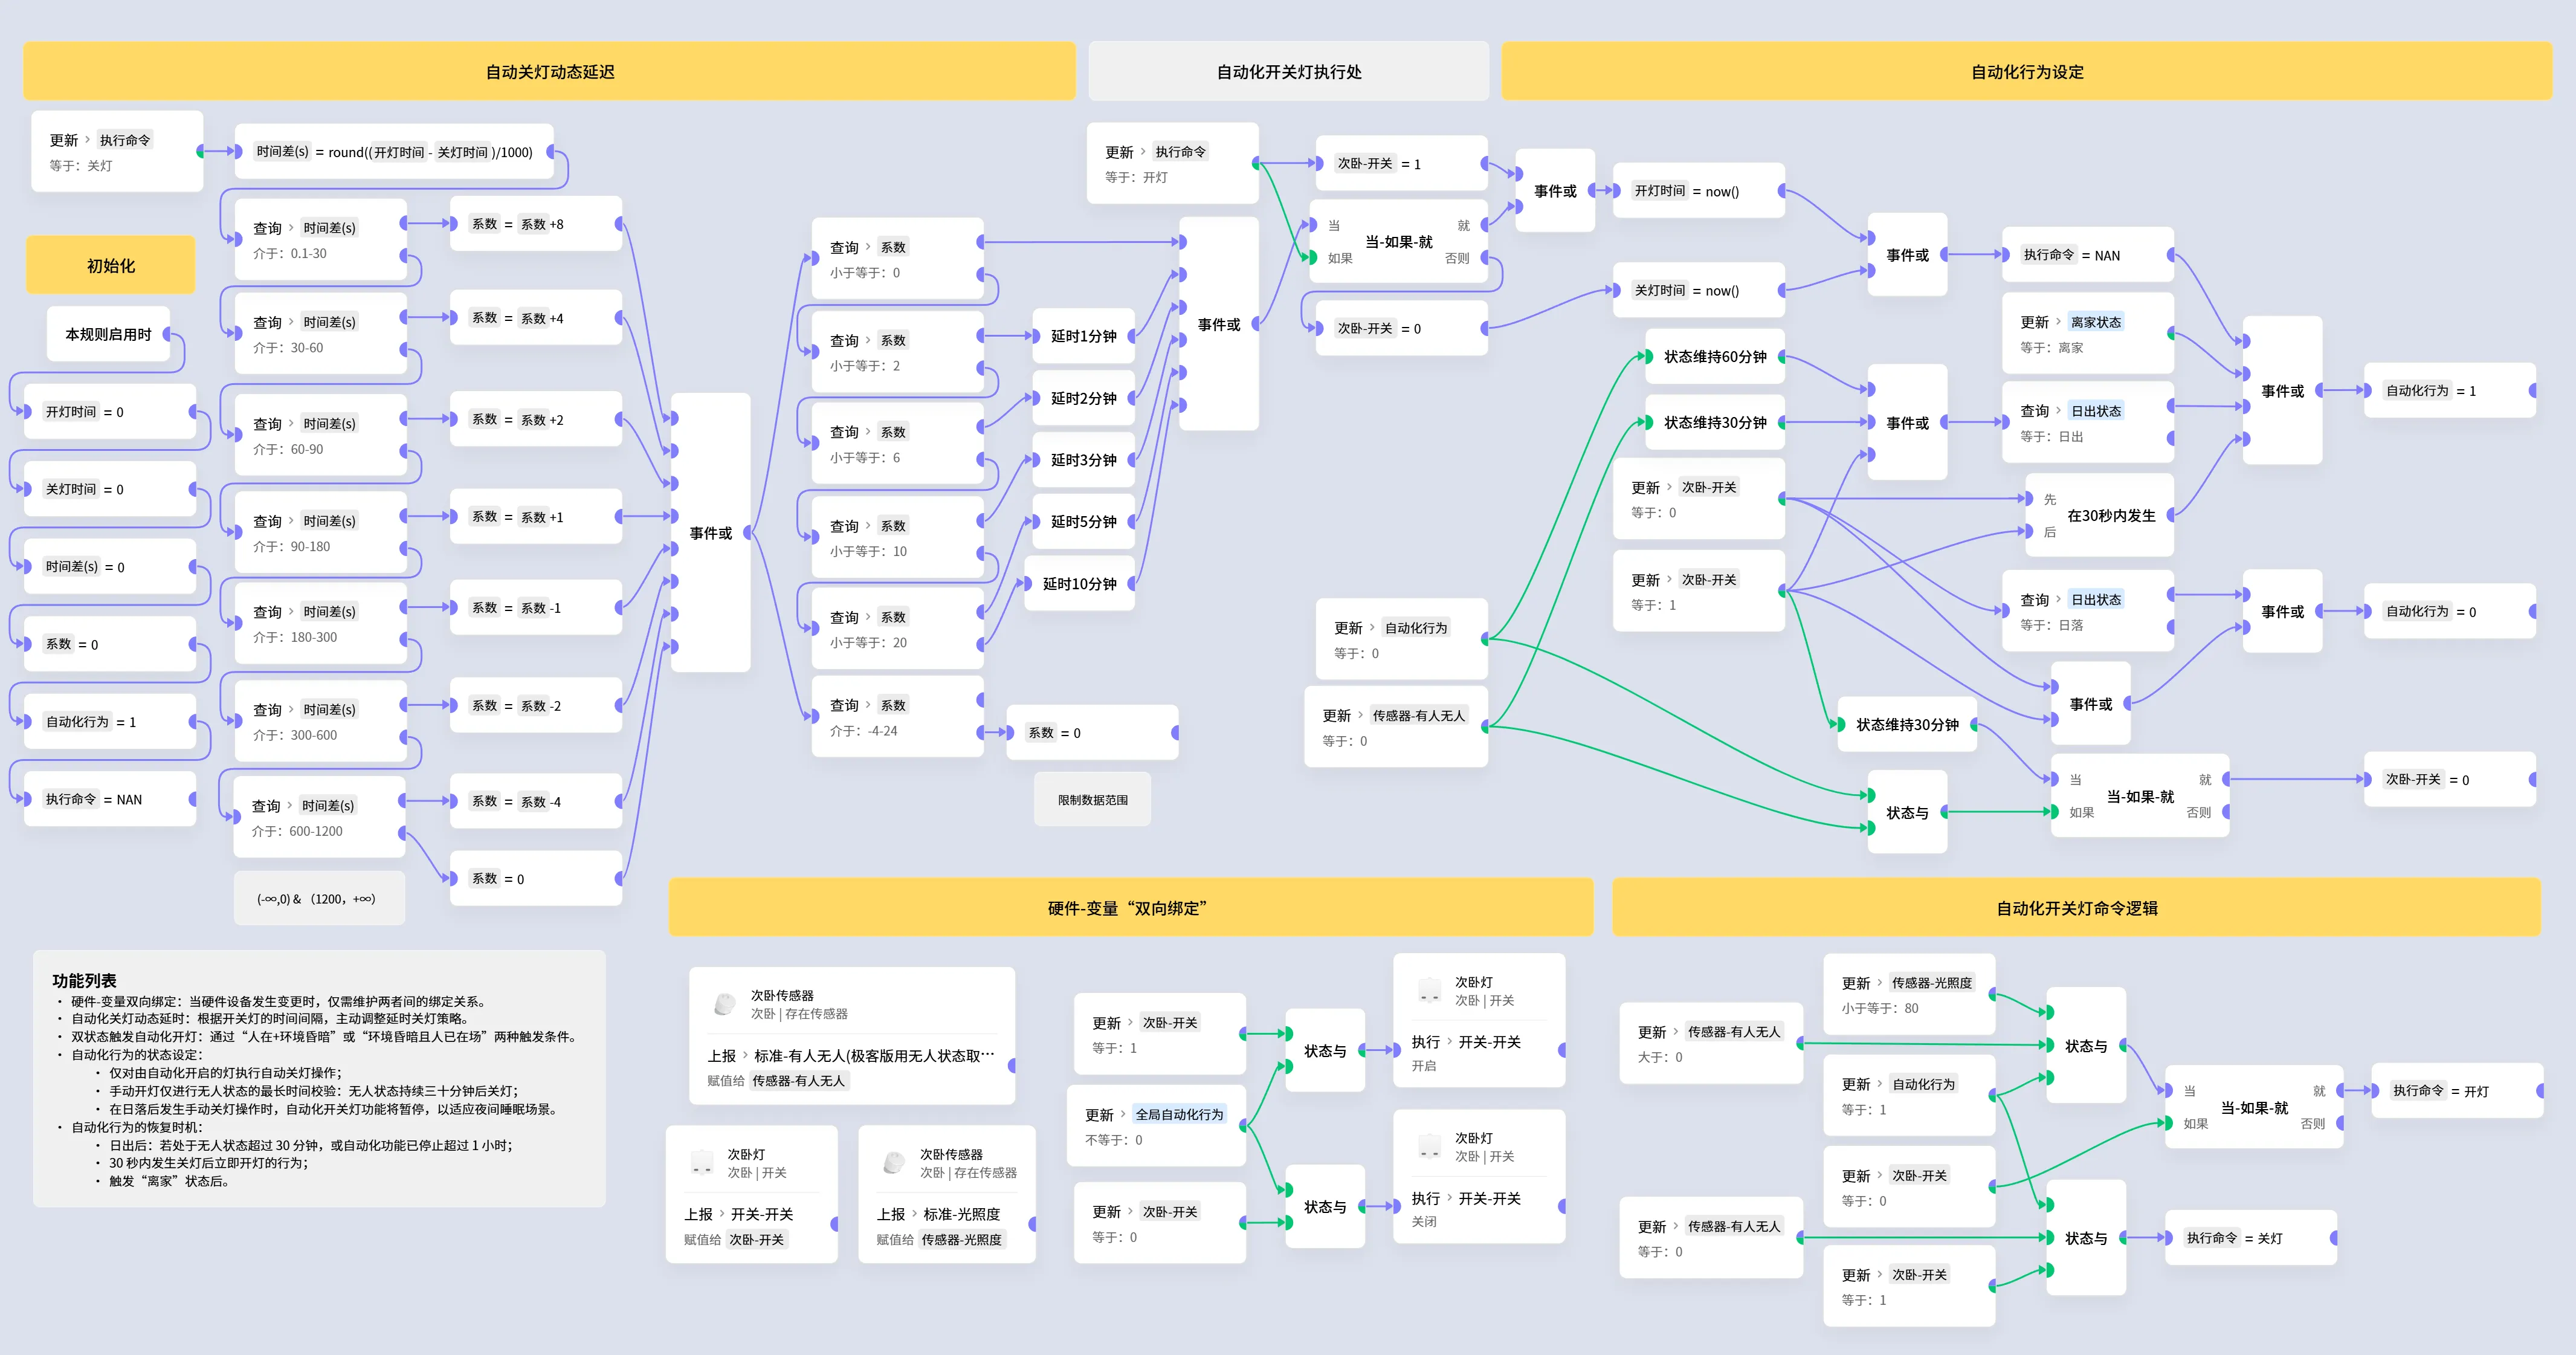 自动关灯动态延迟
更新 › 执行命令
等于：关灯
时间差(s) = round((开灯时间 - 关灯时间 )/1000)
查询 › 时间差(s)
介于：0.1-30
系数 = 系数 +8
查询 › 时间差(s)
介于：30-60
系数 = 系数 +4
查询 › 时间差(s)
介于：60-90
系数 = 系数 +2
查询 › 时间差(s)
介于：90-180
系数 = 系数 +1
查询 › 时间差(s)
介于：180-300
系数 = 系数 -1
查询 › 时间差(s)
介于：300-600
系数 = 系数 -2
查询 › 时间差(s)
介于：600-1200
系数 = 系数 -4
系数 = 0
(-∞,0) & （1200，+∞）
事件或
初始化
本规则启用时
开灯时间 = 0
关灯时间 = 0
时间差(s) = 0
系数 = 0
自动化行为 = 1
执行命令 = NAN
查询 › 系数
小于等于：0
查询 › 系数
小于等于：2
延时1分钟
查询 › 系数
小于等于：6
延时2分钟
查询 › 系数
小于等于：10
延时3分钟
查询 › 系数
小于等于：20
延时5分钟
延时10分钟
查询 › 系数
介于：-4-24
系数 = 0
限制数据范围
事件或
自动化开关灯执行处
更新 › 执行命令
等于：开灯
次卧-开关 = 1
当
就
当-如果-就
如果
否则
次卧-开关 = 0
事件或
自动化行为设定
开灯时间 = now()
关灯时间 = now()
事件或
执行命令 = NAN
更新 › 离家状态
等于：离家
状态维持60分钟
状态维持30分钟
事件或
查询 › 日出状态
等于：日出
事件或
自动化行为 = 1
更新 › 次卧-开关
等于：0
先
在30秒内发生
后
更新 › 次卧-开关
等于：1
查询 › 日出状态
等于：日落
事件或
自动化行为 = 0
更新 › 自动化行为
等于：0
事件或
更新 › 传感器-有人无人
等于：0
状态维持30分钟
状态与
当
就
当-如果-就
如果
否则
次卧-开关 = 0
功能列表
• 硬件-变量双向绑定：当硬件设备发生变更时，仅需维护两者间的绑定关系。
• 自动化关灯动态延时：根据开关灯的时间间隔，主动调整延时关灯策略。
• 双状态触发自动化开灯：通过“人在+环境昏暗”或“环境昏暗且人已在场”两种触发条件。
• 自动化行为的状态设定：
• 仅对由自动化开启的灯执行自动关灯操作；
• 手动开灯仅进行无人状态的最长时间校验：无人状态持续三十分钟后关灯；
• 在日落后发生手动关灯操作时，自动化开关灯功能将暂停，以适应夜间睡眠场景。
• 自动化行为的恢复时机：
• 日出后：若处于无人状态超过 30 分钟，或自动化功能已停止超过 1 小时；
• 30 秒内发生关灯后立即开灯的行为；
• 触发“离家”状态后。
硬件-变量“双向绑定”
次卧传感器
次卧 | 存在传感器
上报 › 标准-有人无人(极客版用无人状态取…
赋值给 传感器-有人无人
次卧灯
次卧 | 开关
上报 › 开关-开关
赋值给 次卧-开关
次卧传感器
次卧 | 存在传感器
上报 › 标准-光照度
赋值给 传感器-光照度
更新 › 次卧-开关
等于：1
更新 › 全局自动化行为
不等于：0
更新 › 次卧-开关
等于：0
状态与
状态与
次卧灯
次卧 | 开关
执行 › 开关-开关
开启
次卧灯
次卧 | 开关
执行 › 开关-开关
关闭
自动化开关灯命令逻辑
更新 › 传感器-有人无人
大于：0
更新 › 传感器-光照度
小于等于：80
更新 › 自动化行为
等于：1
更新 › 次卧-开关
等于：0
更新 › 传感器-有人无人
等于：0
更新 › 次卧-开关
等于：1
状态与
当
就
当-如果-就
如果
否则
执行命令 = 开灯
状态与
执行命令 = 关灯